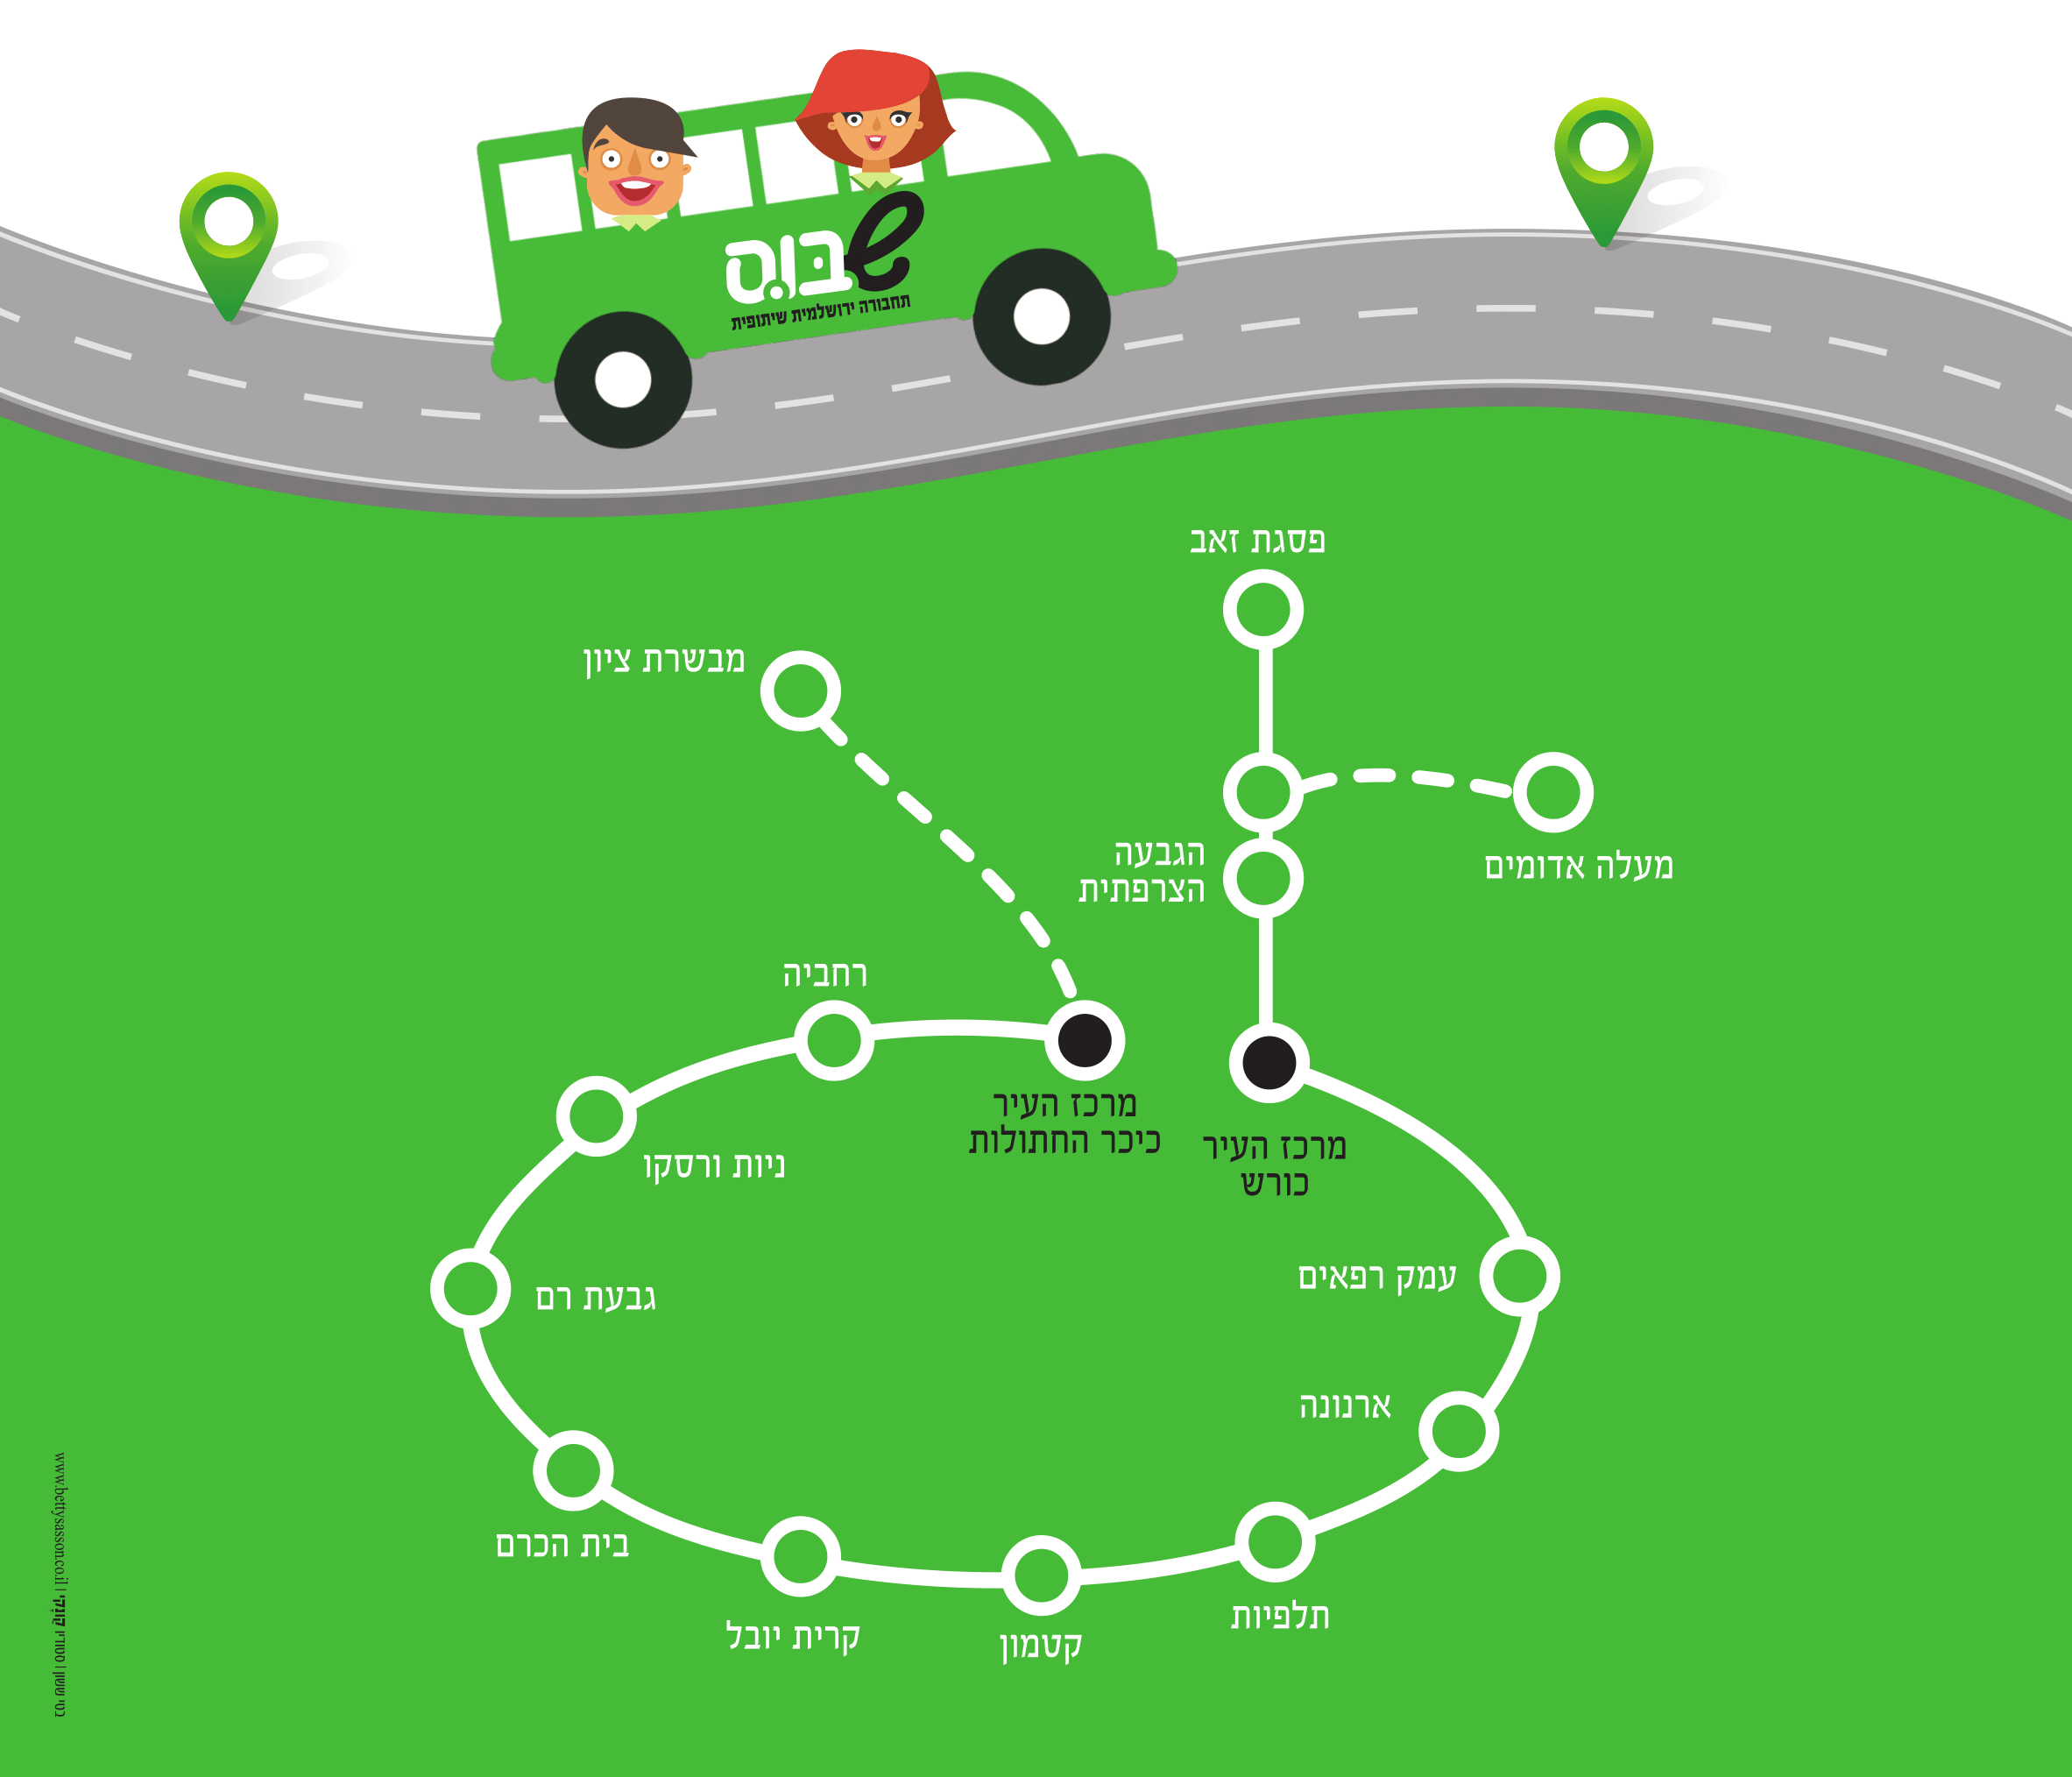 שבוס
תחבורה ירושלמית שיתופית
פסגת זאב
מבשרת ציון
מעלה אדומים
הגבעה
הצרפתית
רחביה
מרכז העיר
כיכר החתולות
מרכז העיר
כורש
ניות ורסקו
גבעת רם
עמק רפאים
ארנונה
בית הכרם
תלפיות
קרית יובל
קטמון
בטי ששון | סטודיו קונקי | www.bettysasson.co.il